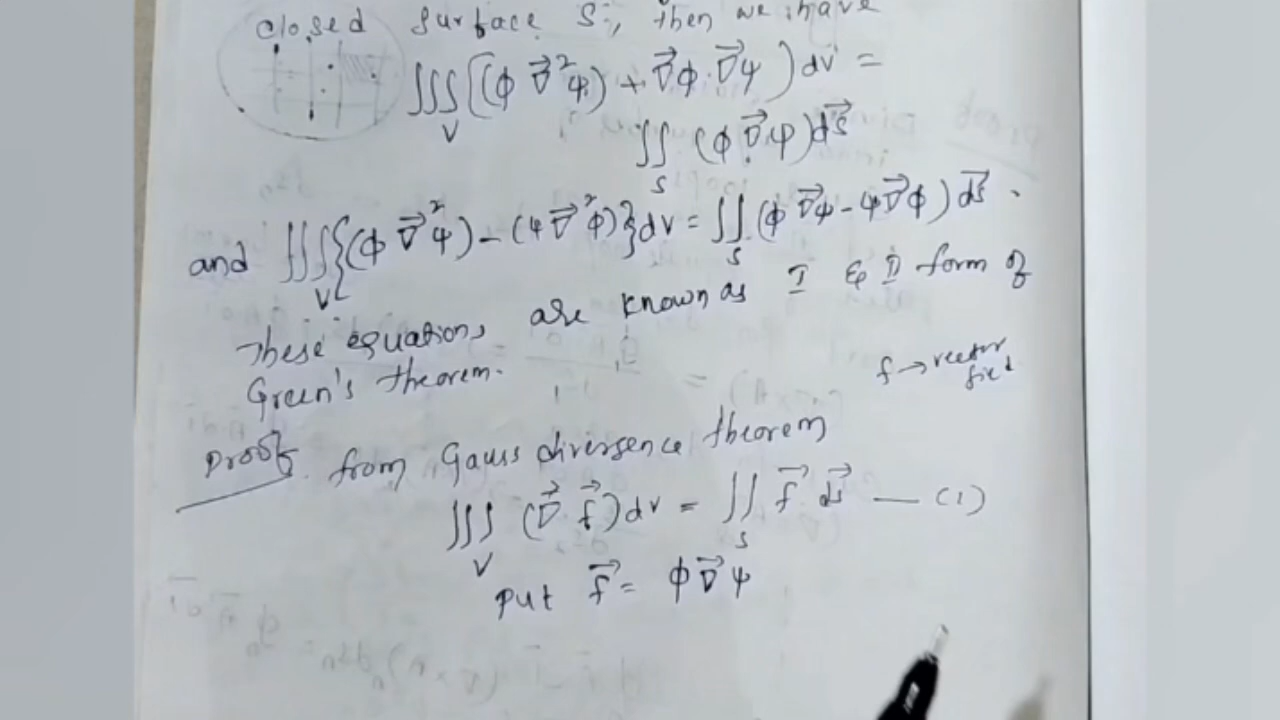 closed surface S, then we have
∭_V [(φ ∇⃗²ψ) + ∇⃗φ · ∇⃗ψ) dv =
∬_S (φ ∇⃗ψ) ds⃗
and ∭_V {(φ ∇⃗²ψ) - (ψ ∇⃗²φ)} dv = ∬_S (φ ∇⃗ψ - ψ ∇⃗φ) ds⃗ .
These equations are known as I & II form of
Green's theorem.
f → vector
field
Proof from Gauss divergence theorem
∭_V (∇⃗ f⃗) dv = ∬_S f⃗ ds⃗ — (1)
put f⃗ = φ ∇⃗ψ